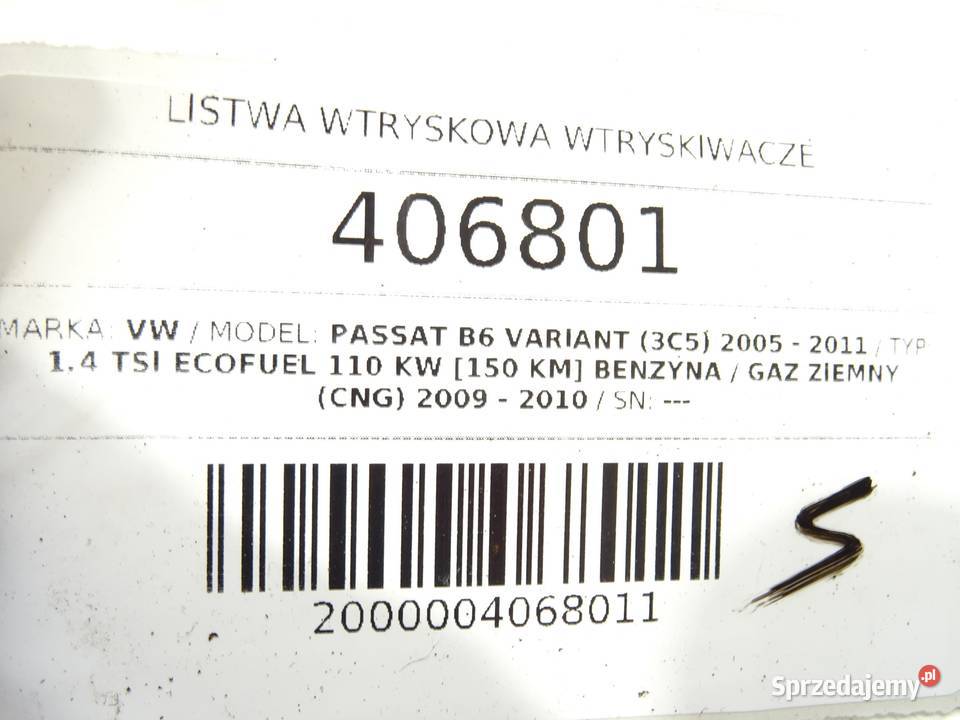 LISTWA WTRYSKOWA WTRYSKIWACZE
406801
MARKA: VW / MODEL: PASSAT B6 VARIANT (3C5) 2005 - 2011 / TYP:
1.4 TSI ECOFUEL 110 KW [150 KM] BENZYNA / GAZ ZIEMNY
(CNG) 2009 - 2010 / SN: ---
2000004068011
S
Sprzedajemy.pl